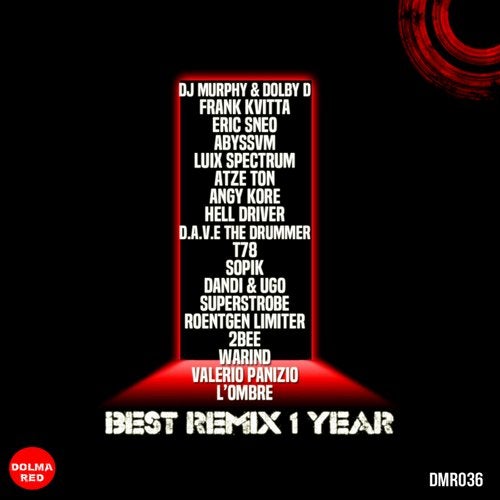 DJ MURPHY & DOLBY D
FRANK KVITTA
ERIC SNEO
ABYSSVM
LUIX SPECTRUM
ATZE TON
ANGY KORE
HELL DRIVER
D.A.V.E THE DRUMMER
T78
SOPIK
DANDI & UGO
SUPERSTROBE
ROENTGEN LIMITER
2BEE
WARIND
VALERIO PANIZIO
L'OMBRE
BEST REMIX 1 YEAR
DOLMA
RED
DMR036